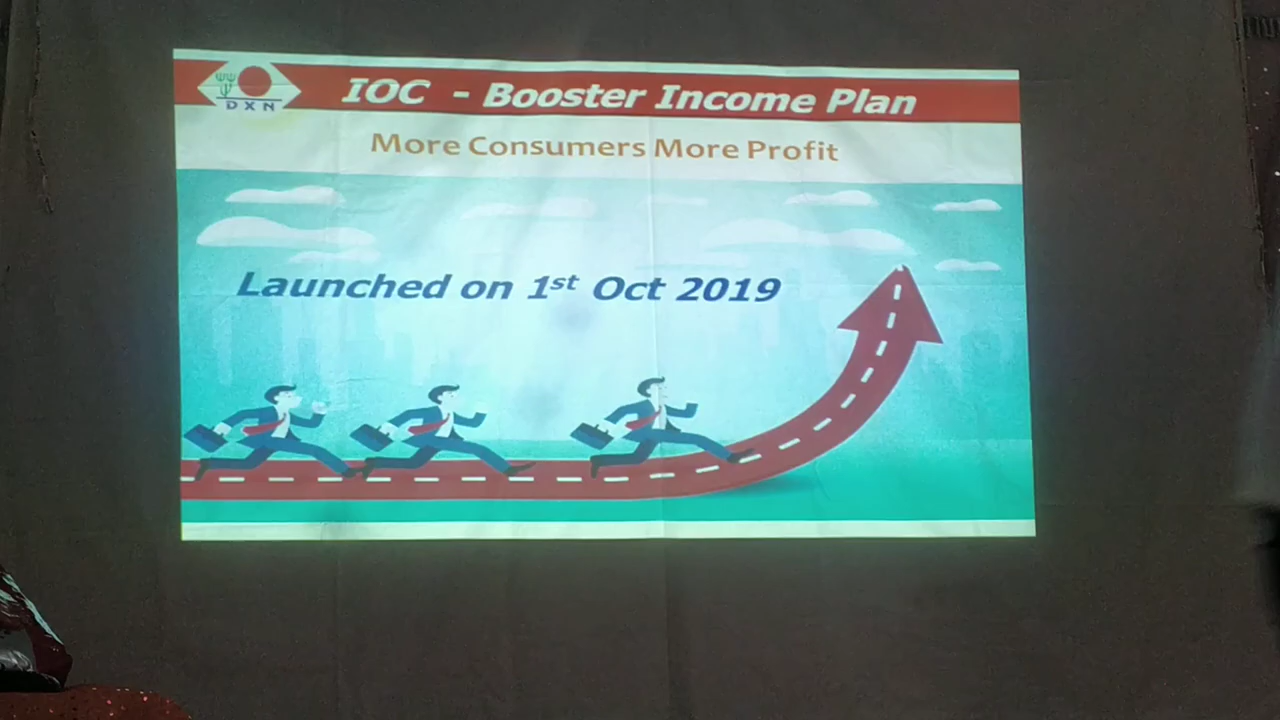 DXN
IOC - Booster Income Plan
More Consumers More Profit
Launched on 1st Oct 2019